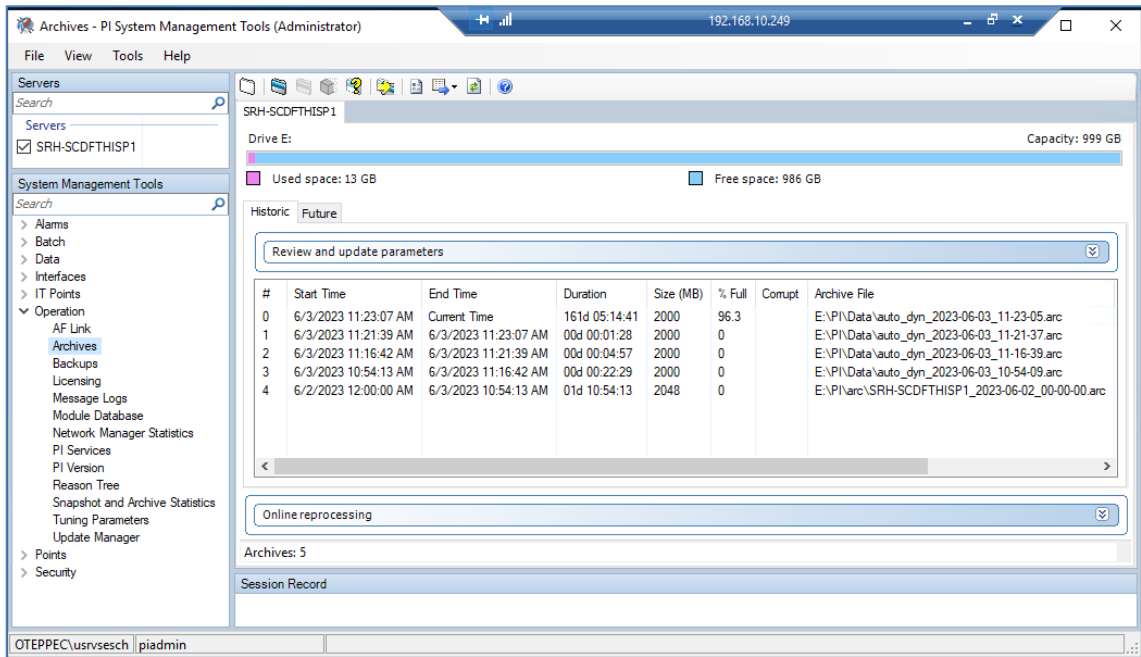 Archives - PI System Management Tools (Administrator)
192.168.10.249
File View Tools Help
Servers
Search
Servers
SRH-SCDFTHISP1
System Management Tools
Search
Alarms
Batch
Data
Interfaces
IT Points
Operation
AF Link
Archives
Backups
Licensing
Message Logs
Module Database
Network Manager Statistics
PI Services
PI Version
Reason Tree
Snapshot and Archive Statistics
Tuning Parameters
Update Manager
Points
Security
SRH-SCDFTHISP1
Drive E: Capacity: 999 GB
Used space: 13 GB Free space: 986 GB
Historic Future
Review and update parameters
# Start Time End Time Duration Size (MB) % Full Corrupt Archive File
0 6/3/2023 11:23:07 AM Current Time 161d 05:14:41 2000 96.3 E:\PI\Data\auto_dyn_2023-06-03_11-23-05.arc
1 6/3/2023 11:21:39 AM 6/3/2023 11:23:07 AM 00d 00:01:28 2000 0 E:\PI\Data\auto_dyn_2023-06-03_11-21-37.arc
2 6/3/2023 11:16:42 AM 6/3/2023 11:21:39 AM 00d 00:04:57 2000 0 E:\PI\Data\auto_dyn_2023-06-03_11-16-39.arc
3 6/3/2023 10:54:13 AM 6/3/2023 11:16:42 AM 00d 00:22:29 2000 0 E:\PI\Data\auto_dyn_2023-06-03_10-54-09.arc
4 6/2/2023 12:00:00 AM 6/3/2023 10:54:13 AM 01d 10:54:13 2048 0 E:\PI\arc\SRH-SCDFTHISP1_2023-06-02_00-00-00.arc
Online reprocessing
Archives: 5
Session Record
OTEPPEC\usrvsesch piadmin